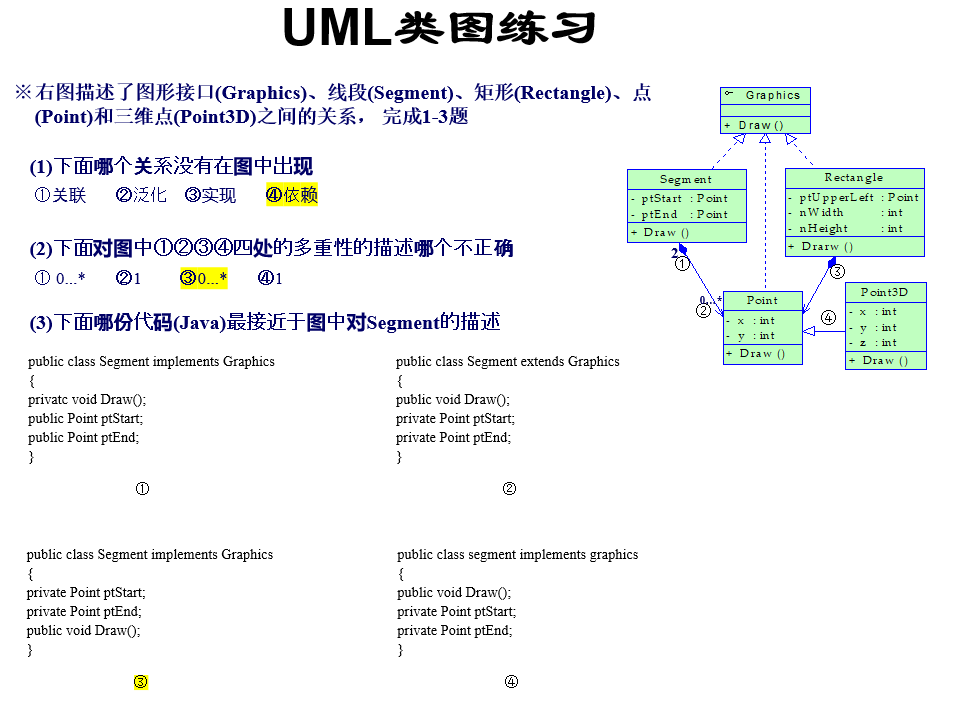 UML类图练习
※右图描述了图形接口(Graphics)、线段(Segment)、矩形(Rectangle)、点
(Point)和三维点(Point3D)之间的关系， 完成1-3题
(1)下面哪个关系没有在图中出现
①关联 ②泛化 ③实现 ④依赖
(2)下面对图中①②③④四处的多重性的描述哪个不正确
① 0...* ②1 ③0...* ④1
(3)下面哪份代码(Java)最接近于图中对Segment的描述
public class Segment implements Graphics
{
privatc void Draw();
public Point ptStart;
public Point ptEnd;
}
①
public class Segment extends Graphics
{
public void Draw();
private Point ptStart;
private Point ptEnd;
}
②
public class Segment implements Graphics
{
private Point ptStart;
private Point ptEnd;
public void Draw();
}
③
public class segment implements graphics
{
public void Draw();
private Point ptStart;
private Point ptEnd;
}
④
Graphics
+ Draw ()
Segment
- ptStart : Point
- ptEnd : Point
+ Draw ()
Rectangle
- ptUpperLeft : Point
- nWidth : int
- nHeight : int
+ Drarw ()
2
①
③
0...*
②
Point
- x : int
- y : int
+ Draw ()
④
Point3D
- x : int
- y : int
- z : int
+ Draw ()